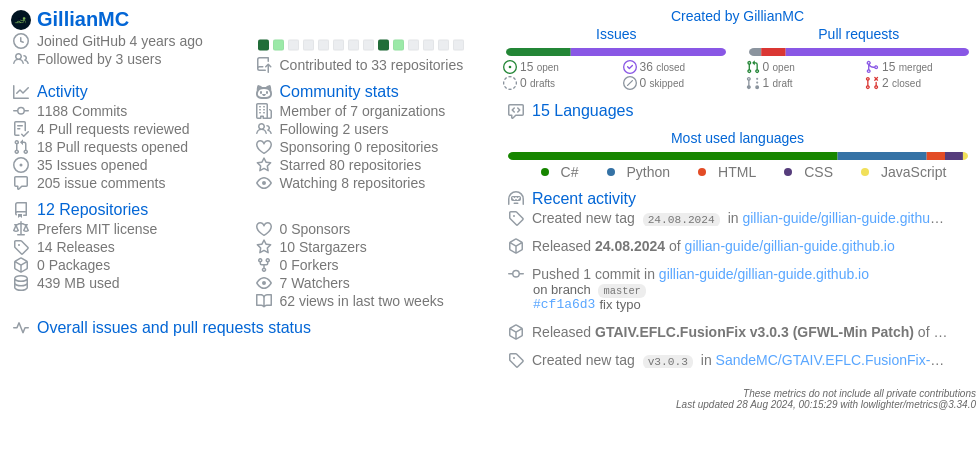 GillianMC
Joined GitHub 4 years ago
Followed by 3 users
Contributed to 33 repositories
Activity
1188 Commits
4 Pull requests reviewed
18 Pull requests opened
35 Issues opened
205 issue comments
Community stats
Member of 7 organizations
Following 2 users
Sponsoring 0 repositories
Starred 80 repositories
Watching 8 repositories
12 Repositories
Prefers MIT license
14 Releases
0 Packages
439 MB used
0 Sponsors
10 Stargazers
0 Forkers
7 Watchers
62 views in last two weeks
Overall issues and pull requests status
Created by GillianMC
Issues
15 open
36 closed
0 drafts
0 skipped
Pull requests
0 open
15 merged
1 draft
2 closed
15 Languages
Most used languages
C# Python HTML CSS JavaScript
Recent activity
Created new tag 24.08.2024 in gillian-guide/gillian-guide.githu…
Released 24.08.2024 of gillian-guide/gillian-guide.github.io
Pushed 1 commit in gillian-guide/gillian-guide.github.io
on branch master
#cf1a6d3 fix typo
Released GTAIV.EFLC.FusionFix v3.0.3 (GFWL-Min Patch) of …
Created new tag v3.0.3 in SandeMC/GTAIV.EFLC.FusionFix-…
These metrics do not include all private contributions
Last updated 28 Aug 2024, 00:15:29 with lowlighter/metrics@3.34.0